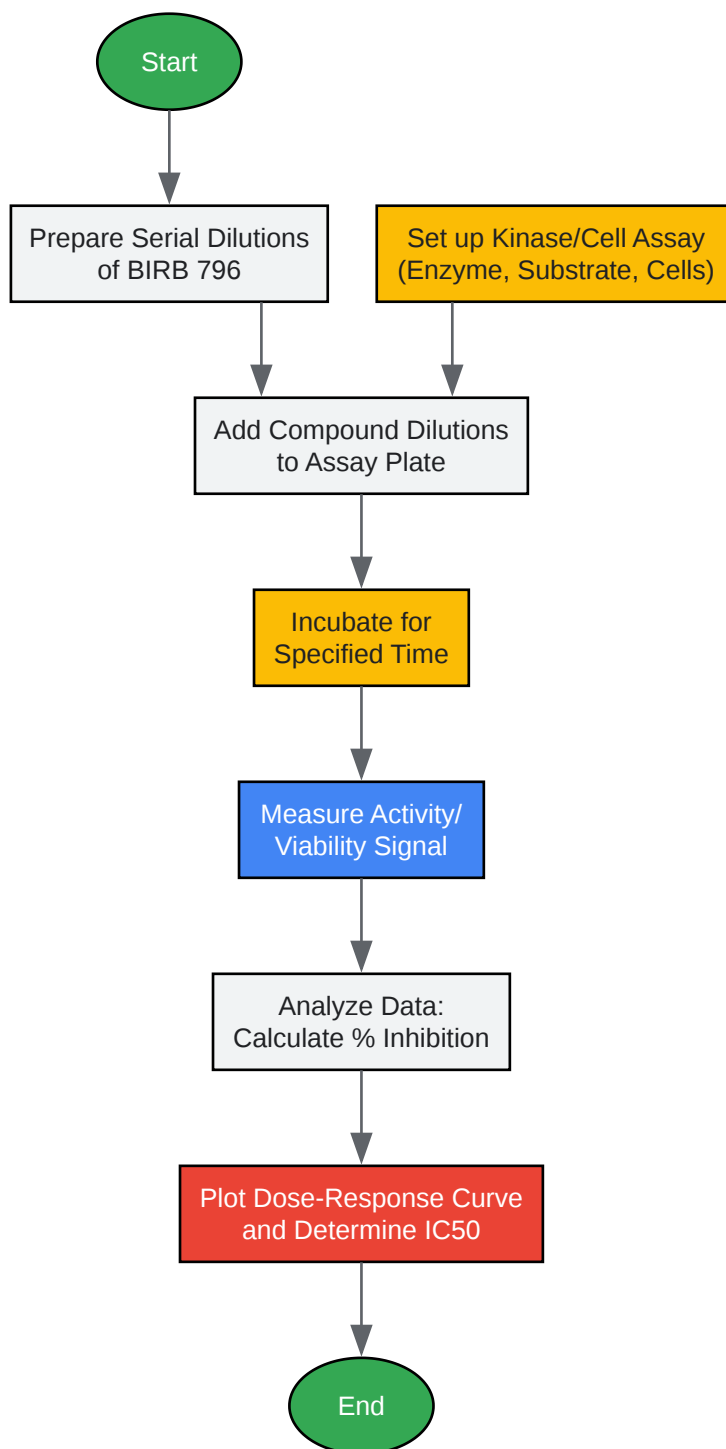 Start
Prepare Serial Dilutions
of BIRB 796
Set up Kinase/Cell Assay
(Enzyme, Substrate, Cells)
Add Compound Dilutions
to Assay Plate
Incubate for
Specified Time
Measure Activity/
Viability Signal
Analyze Data:
Calculate % Inhibition
Plot Dose-Response Curve
and Determine IC50
End